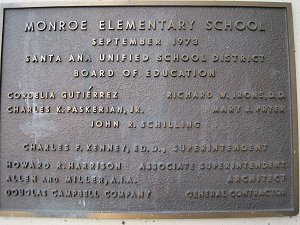 MONROE ELEMENTARY SCHOOL
SEPTEMBER 1973
SANTA ANA UNIFIED SCHOOL DISTRICT
BOARD OF EDUCATION
CORDELIA GUTIERREZ RICHARD W. IRONS, D.D.
CHARLES K. PASKERIAN, JR. MARY J. PRYER
JOHN R. SCHILLING
CHARLES F. KENNEY, ED.D., SUPERINTENDENT
HOWARD R. HARRISON ASSOCIATE SUPERINTENDENT
ALLEN AND MILLER, A.I.A. ARCHITECT
DOUGLAS CAMPBELL COMPANY GENERAL CONTRACTOR